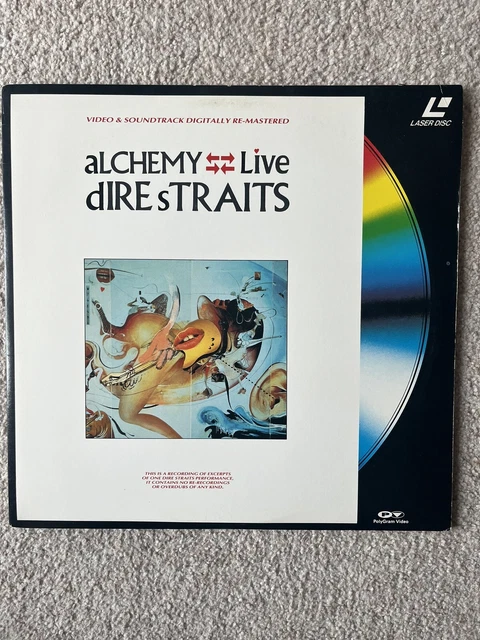 VIDEO & SOUNDTRACK DIGITALLY RE-MASTERED
LASER DISC
aLCHEMY Live
dIRE sTRAITS
THIS IS A RECORDING OF EXCERPTS
OF ONE DIRE STRAITS PERFORMANCE.
IT CONTAINS NO RE-RECORDINGS
OR OVERDUBS OF ANY KIND.
PolyGram Video